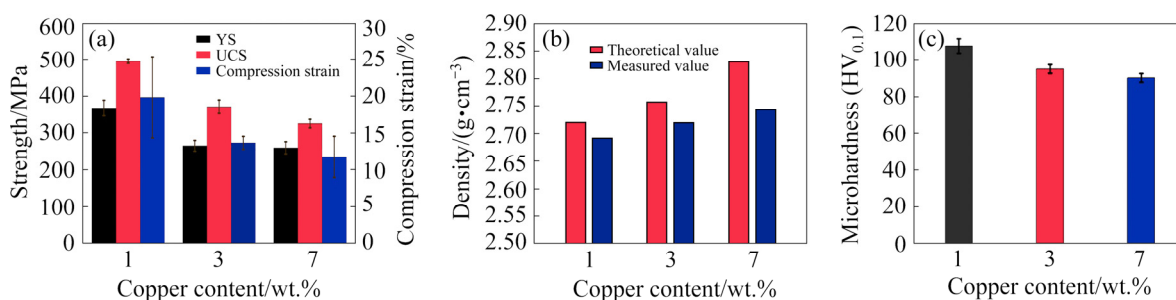 (a)
YS
UCS
Compression strain
600
500
400
300
200
100
0
Strength/MPa
30
25
20
15
10
5
0
Compression strain/%
1 3 7
Copper content/wt.%
(b)
Theoretical value
Measured value
2.90
2.85
2.80
2.75
2.70
2.65
2.60
2.55
2.50
Density/(g•cm−3)
1 3 7
Copper content/wt.%
(c)
120
100
80
60
40
20
0
Microhardness (HV0.1)
1 3 7
Copper content/wt.%